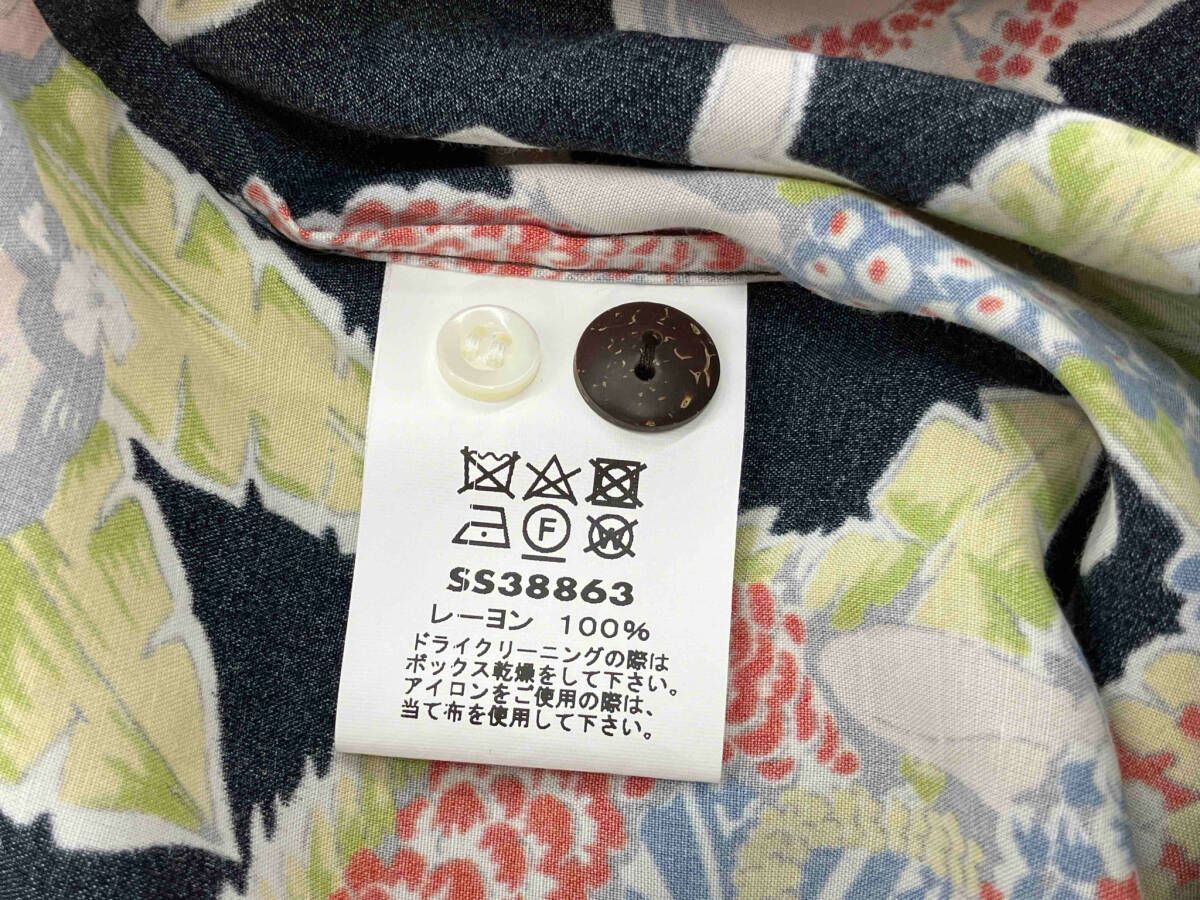 F W
SS38863
レーヨン 100%
ドライクリーニングの際は
ボックス乾燥をして下さい。
アイロンをご使用の際は、
当て布を使用して下さい。